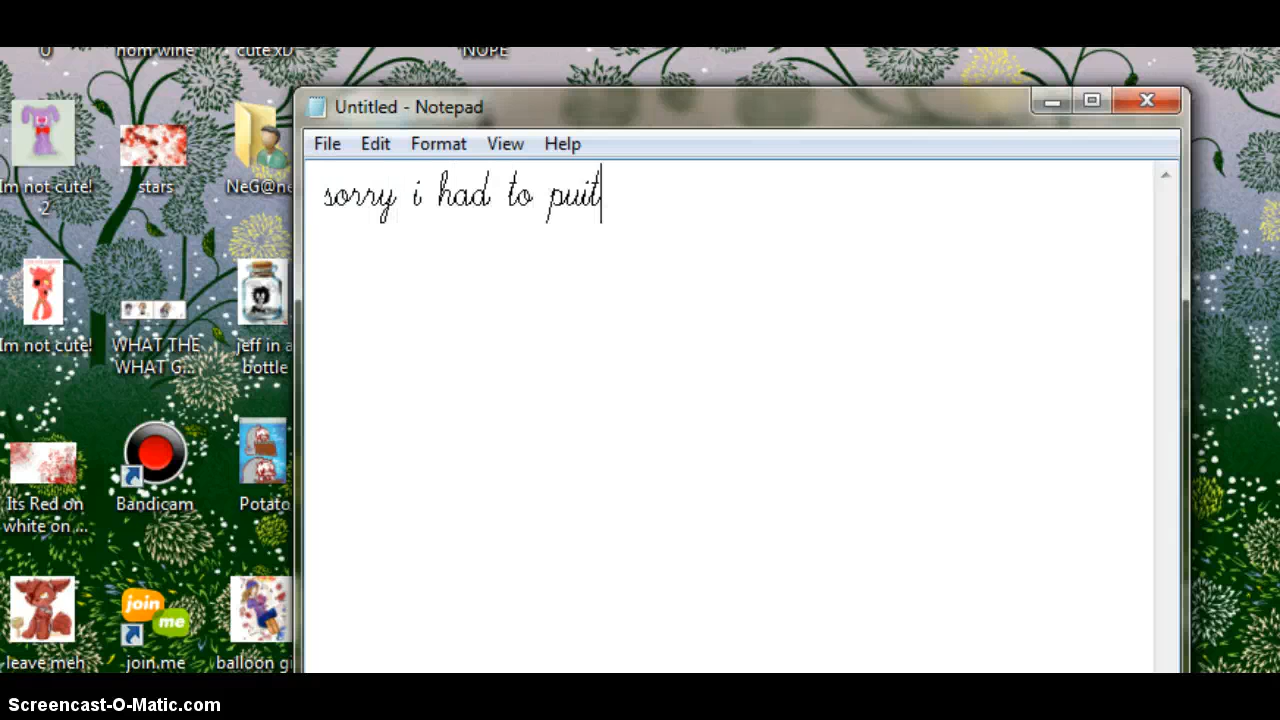 U
nom wine
cute xD
NOPE
Untitled - Notepad
File Edit Format View Help
sorry i had to puit
Im not cute!
2
stars
NeG@ne
Im not cute!
WHAT THE
WHAT G...
jeff in a
bottle
Its Red on
white on ...
Bandicam
Potato
join
me
leave meh
join.me
balloon gi
Screencast-O-Matic.com